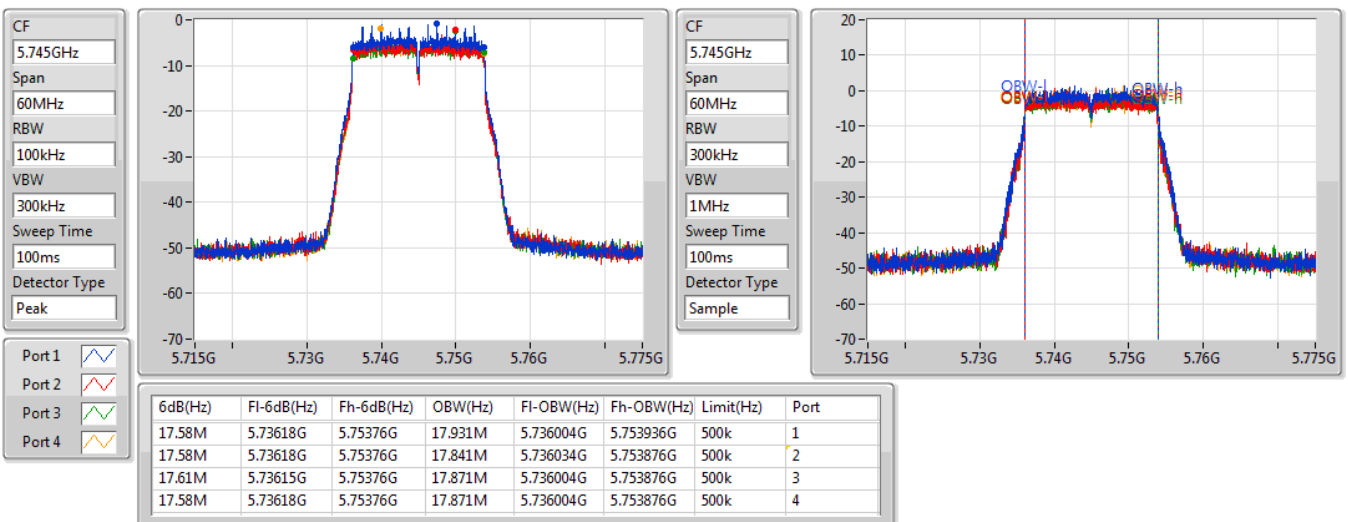 CF
5.745GHz
Span
60MHz
RBW
100kHz
VBW
300kHz
Sweep Time
100ms
Detector Type
Peak
Port 1
Port 2
Port 3
Port 4
0
-10
-20
-30
-40
-50
-60
-70
5.715G 5.73G 5.74G 5.75G 5.76G 5.775G
CF
5.745GHz
Span
60MHz
RBW
300kHz
VBW
1MHz
Sweep Time
100ms
Detector Type
Sample
20
10
0
-10
-20
-30
-40
-50
-60
-70
OBW-l OBW-h
5.715G 5.73G 5.74G 5.75G 5.76G 5.775G
6dB(Hz) Fl-6dB(Hz) Fh-6dB(Hz) OBW(Hz) Fl-OBW(Hz) Fh-OBW(Hz) Limit(Hz) Port
17.58M 5.73618G 5.75376G 17.931M 5.736004G 5.753936G 500k 1
17.58M 5.73618G 5.75376G 17.841M 5.736034G 5.753876G 500k 2
17.61M 5.73615G 5.75376G 17.871M 5.736004G 5.753876G 500k 3
17.58M 5.73618G 5.75376G 17.871M 5.736004G 5.753876G 500k 4